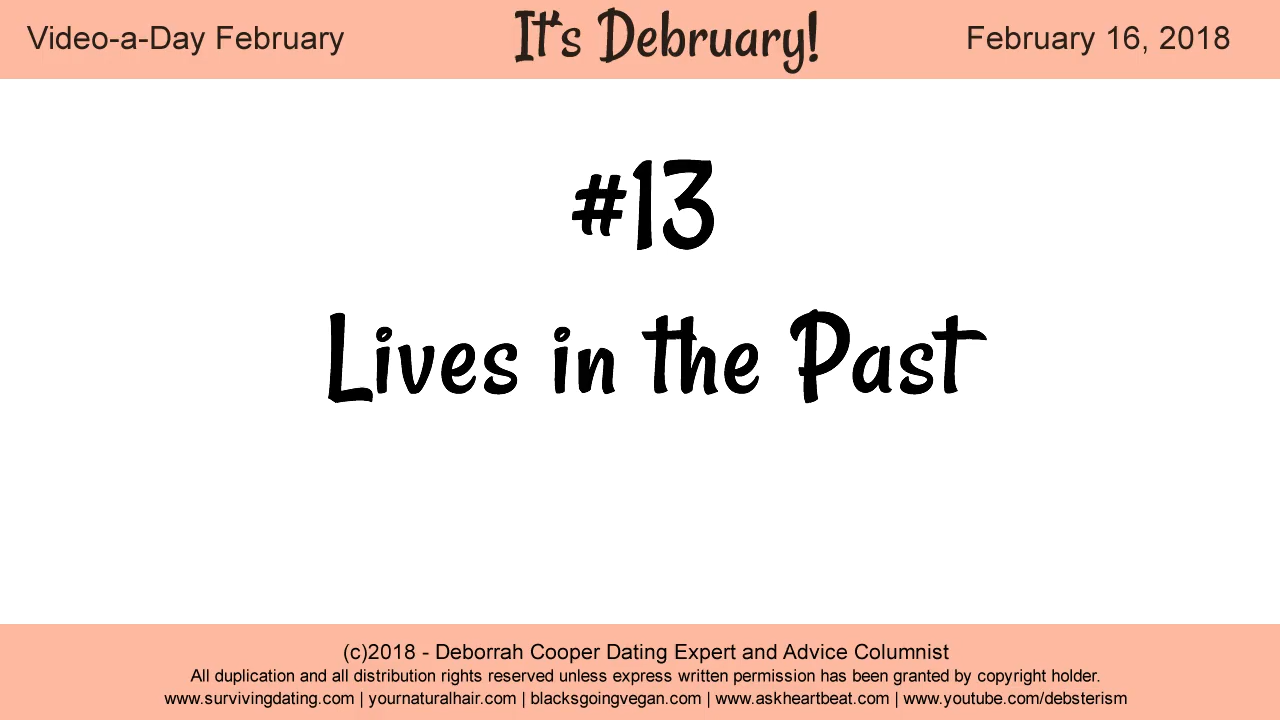 Video-a-Day February It's Debruary! February 16, 2018
#13
Lives in the Past
(c)2018 - Deborrah Cooper Dating Expert and Advice Columnist
All duplication and all distribution rights reserved unless express written permission has been granted by copyright holder.
www.survivingdating.com | yournaturalhair.com | blacksgoingvegan.com | www.askheartbeat.com | www.youtube.com/debsterism